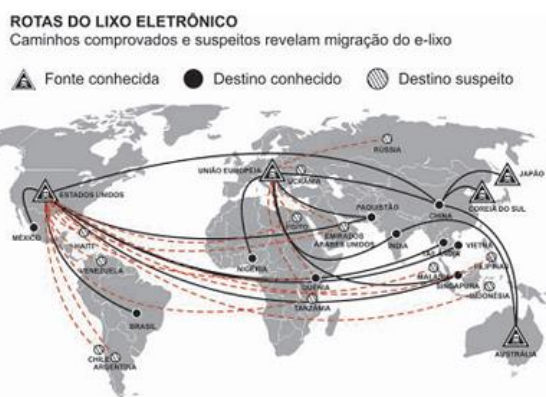 ROTAS DO LIXO ELETRÔNICO
Caminhos comprovados e suspeitos revelam migração do e-lixo
Fonte conhecida
Destino conhecido
Destino suspeito
RÚSSIA
UNIÃO EUROPEIA
UCRÂNIA
JAPÃO
ESTADOS UNIDOS
PAQUISTÃO
CHINA
COREIA DO SUL
MÉXICO
HAITI
EGITO
EMIRADOS
ÁRABES UNIDOS
ÍNDIA
TAILÂNDIA
VIETNÃ
VENEZUELA
NIGÉRIA
FILIPINAS
MALÁSIA
SINGAPURA
INDONÉSIA
TANZÂNIA
BRASIL
CHILE
ARGENTINA
AUSTRÁLIA